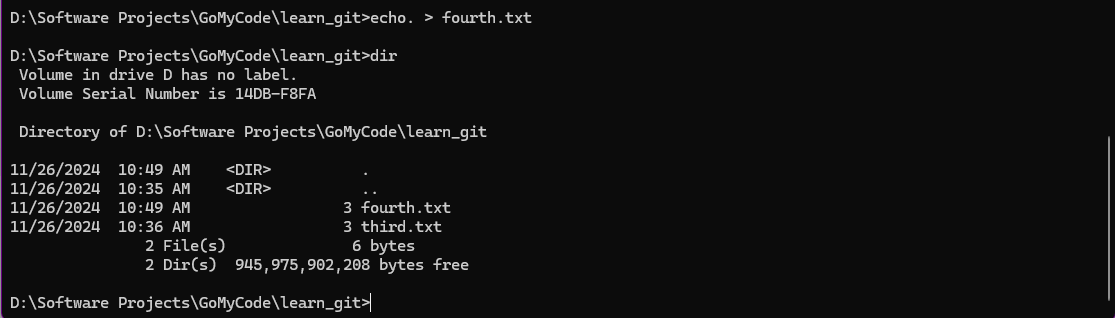 D:\Software Projects\GoMyCode\learn_git>echo. > fourth.txt
D:\Software Projects\GoMyCode\learn_git>dir
 Volume in drive D has no label.
 Volume Serial Number is 14DB-F8FA
 Directory of D:\Software Projects\GoMyCode\learn_git
11/26/2024  10:49 AM    <DIR>          .
11/26/2024  10:35 AM    <DIR>          ..
11/26/2024  10:49 AM                 3 fourth.txt
11/26/2024  10:36 AM                 3 third.txt
               2 File(s)              6 bytes
               2 Dir(s)  945,975,902,208 bytes free
D:\Software Projects\GoMyCode\learn_git>